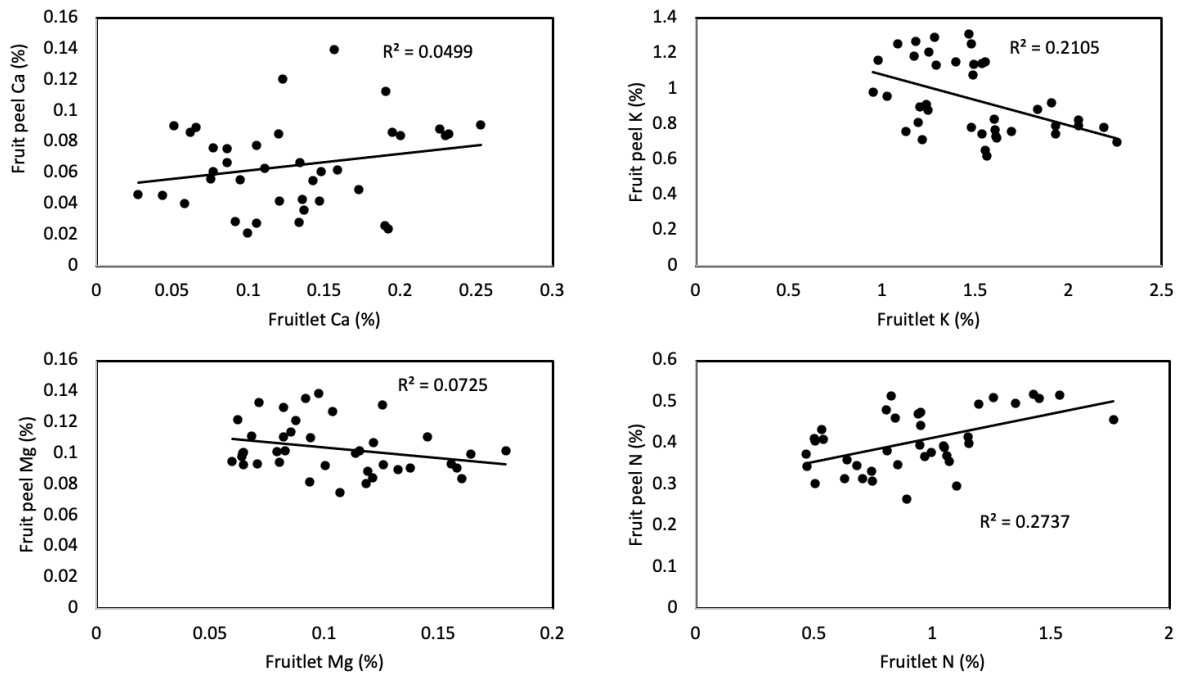 Fruit peel Ca (%)
0.16
0.14
0.12
0.1
0.08
0.06
0.04
0.02
0
R² = 0.0499
0 0.05 0.1 0.15 0.2 0.25 0.3
Fruitlet Ca (%)
Fruit peel K (%)
1.4
1.2
1
0.8
0.6
0.4
0.2
0
R² = 0.2105
0 0.5 1 1.5 2 2.5
Fruitlet K (%)
Fruit peel Mg (%)
0.16
0.14
0.12
0.1
0.08
0.06
0.04
0.02
0
R² = 0.0725
0 0.05 0.1 0.15 0.2
Fruitlet Mg (%)
Fruit peel N (%)
0.6
0.5
0.4
0.3
0.2
0.1
0
R² = 0.2737
0 0.5 1 1.5 2
Fruitlet N (%)